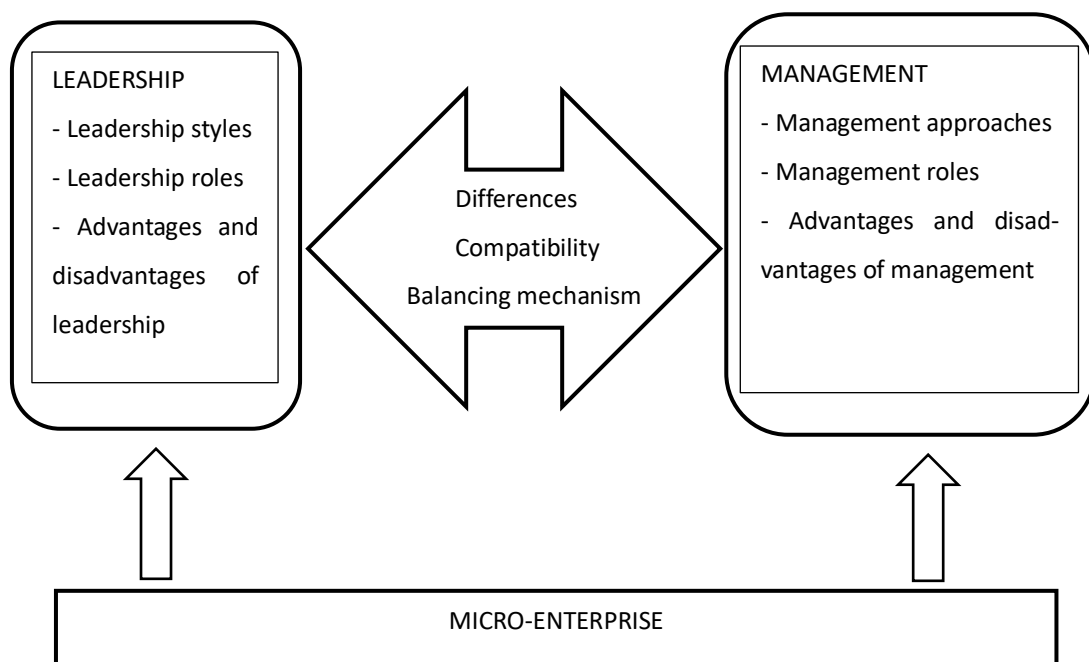 LEADERSHIP
- Leadership styles
- Leadership roles
- Advantages and
disadvantages of
leadership
Differences
Compatibility
Balancing mechanism
MANAGEMENT
- Management approaches
- Management roles
- Advantages and disad-
vantages of management
MICRO-ENTERPRISE